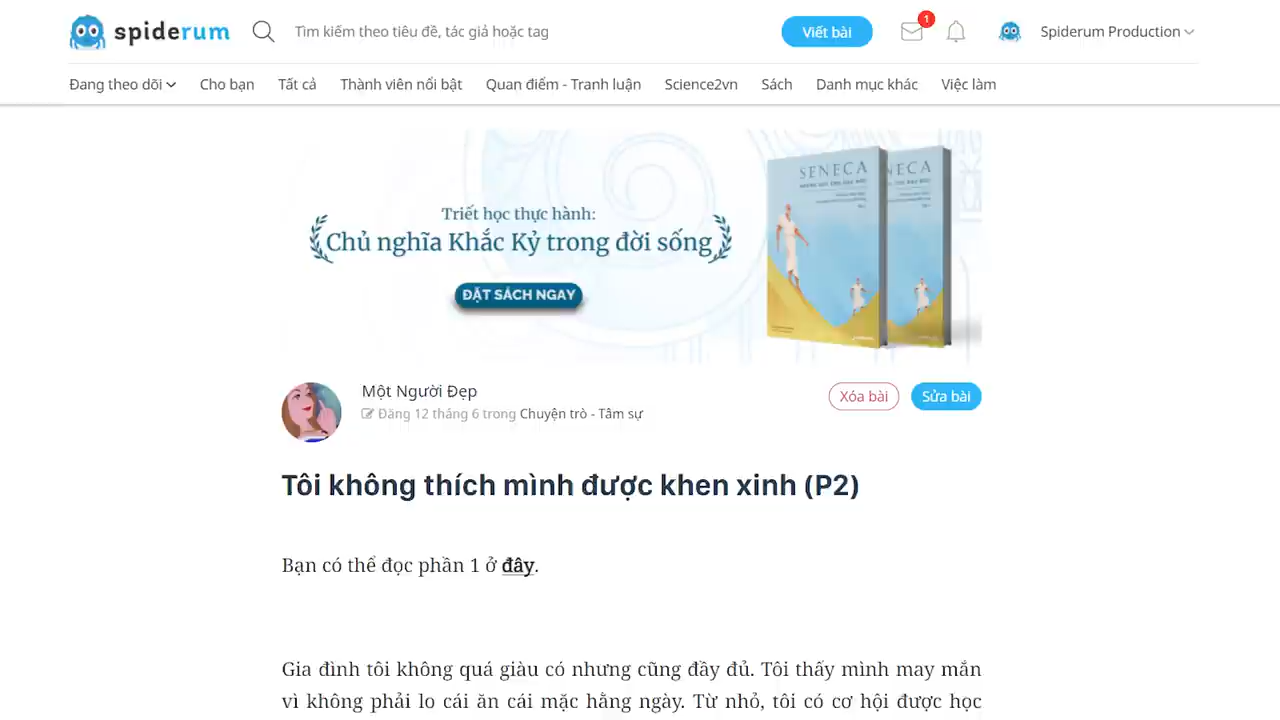 spiderum
Tìm kiếm theo tiêu đề, tác giả hoặc tag
Viết bài
1
Spiderum Production
Đang theo dõi
Cho bạn
Tất cả
Thành viên nổi bật
Quan điểm - Tranh luận
Science2vn
Sách
Danh mục khác
Việc làm
Triết học thực hành:
Chủ nghĩa Khắc Kỷ trong đời sống
ĐẶT SÁCH NGAY
SENECA
NECA
Một Người Đẹp
Đăng 12 tháng 6 trong Chuyện trò - Tâm sự
Xóa bài
Sửa bài
Tôi không thích mình được khen xinh (P2)
Bạn có thể đọc phần 1 ở đây.
Gia đình tôi không quá giàu có nhưng cũng đầy đủ. Tôi thấy mình may mắn
vì không phải lo cái ăn cái mặc hằng ngày. Từ nhỏ, tôi có cơ hội được học